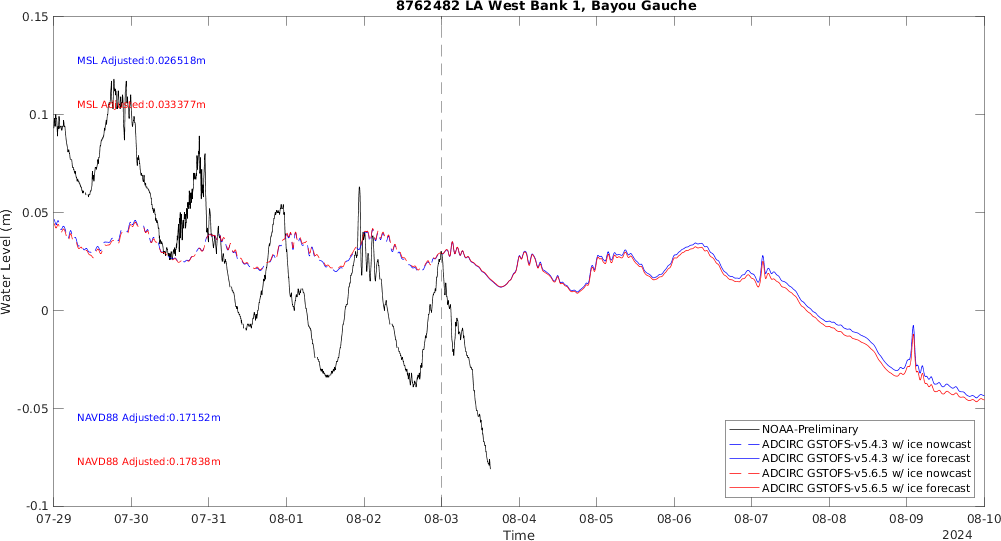 8762482 LA West Bank 1, Bayou Gauche
0.15
MSL Adjusted:0.026518m
MSL Adjusted:0.033377m
0.1
0.05
Water Level (m)
0
-0.05
NAVD88 Adjusted:0.17152m
NAVD88 Adjusted:0.17838m
NOAA-Preliminary
ADCIRC GSTOFS-v5.4.3 w/ ice nowcast
ADCIRC GSTOFS-v5.4.3 w/ ice forecast
ADCIRC GSTOFS-v5.6.5 w/ ice nowcast
ADCIRC GSTOFS-v5.6.5 w/ ice forecast
-0.1
07-29 07-30 07-31 08-01 08-02 08-03 08-04 08-05 08-06 08-07 08-08 08-09 08-10
Time
2024